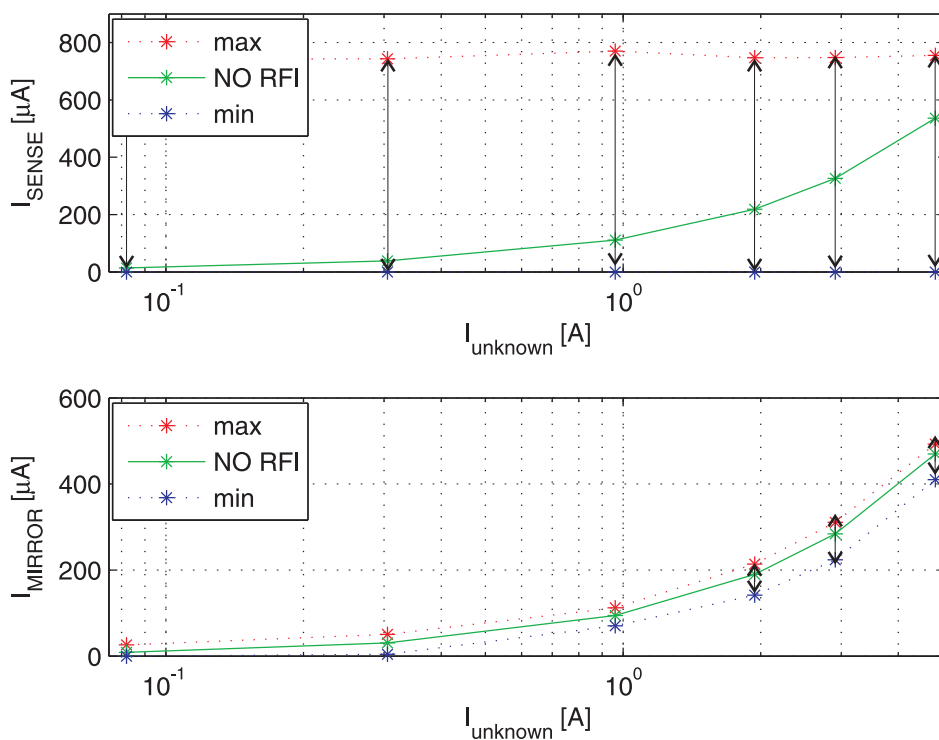 800
600
400
200
0
I_SENSE [µA]
max
NO RFI
min
10^-1
10^0
I_unknown [A]
600
400
200
0
I_MIRROR [µA]
max
NO RFI
min
10^-1
10^0
I_unknown [A]